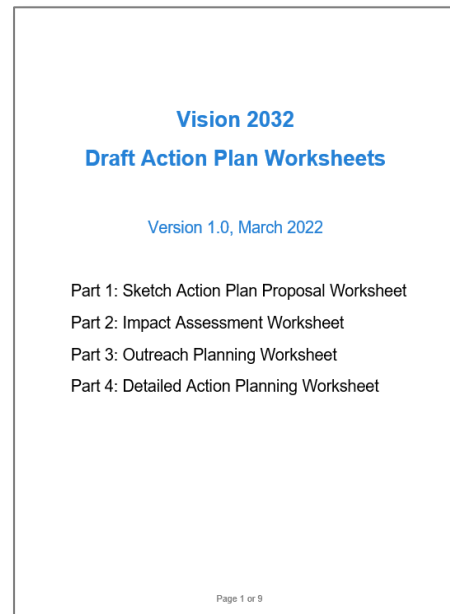 Vision 2032
Draft Action Plan Worksheets
Version 1.0, March 2022
Part 1: Sketch Action Plan Proposal Worksheet
Part 2: Impact Assessment Worksheet
Part 3: Outreach Planning Worksheet
Part 4: Detailed Action Planning Worksheet
Page 1 or 9